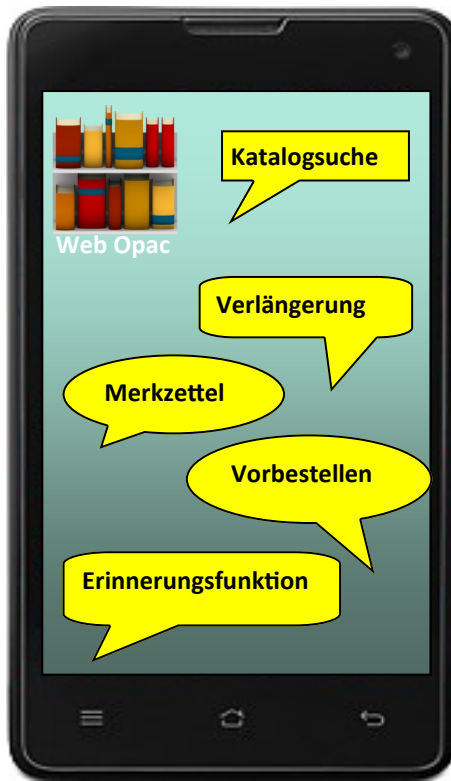 Katalogsuche
Web Opac
Verlängerung
Merkzettel
Vorbestellen
Erinnerungsfunktion